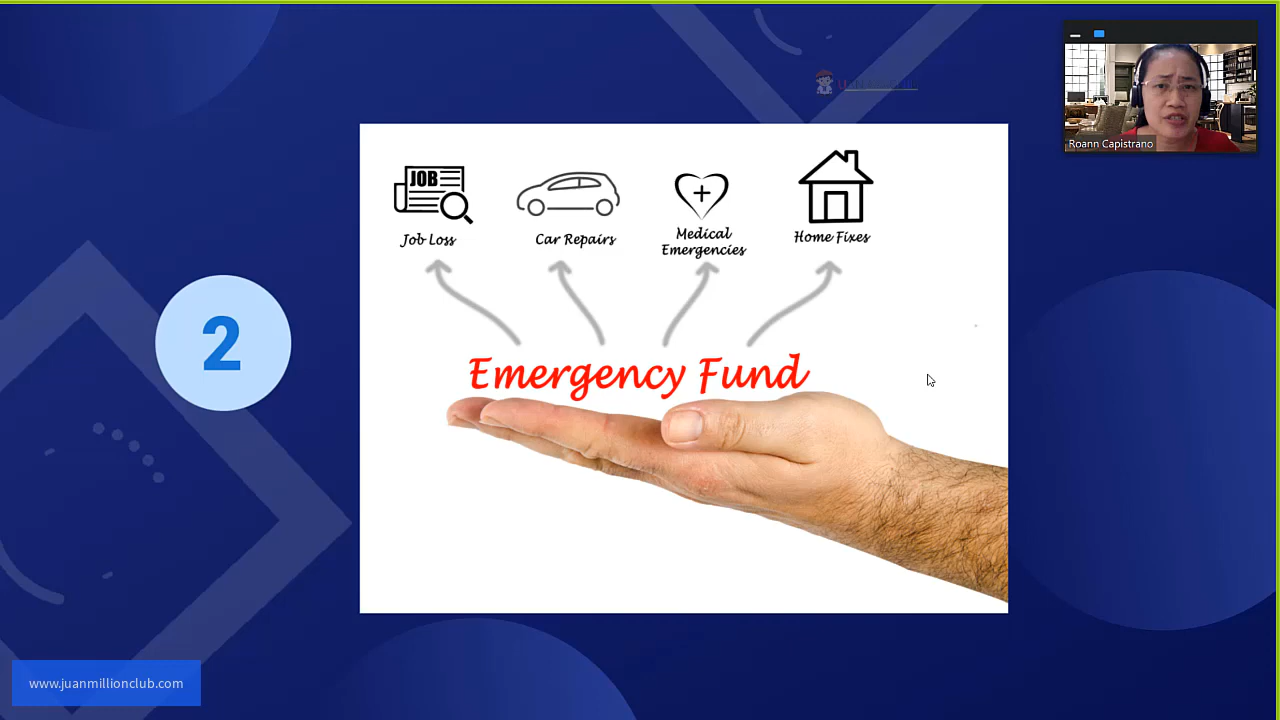 Roann Capistrano
JOB
Job Loss
Car Repairs
Medical
Emergencies
Home Fixes
Emergency Fund
2
www.juanmillionclub.com